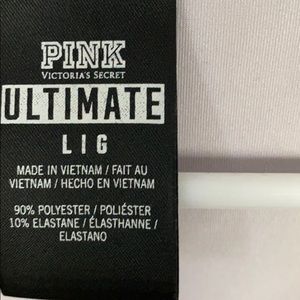 PINK
VICTORIA'S SECRET
ULTIMATE
L I G
MADE IN VIETNAM / FAIT AU
VIETNAM / HECHO EN VIETNAM
90% POLYESTER / POLIÉSTER
10% ELASTANE / ÉLASTHANNE /
ELASTANO